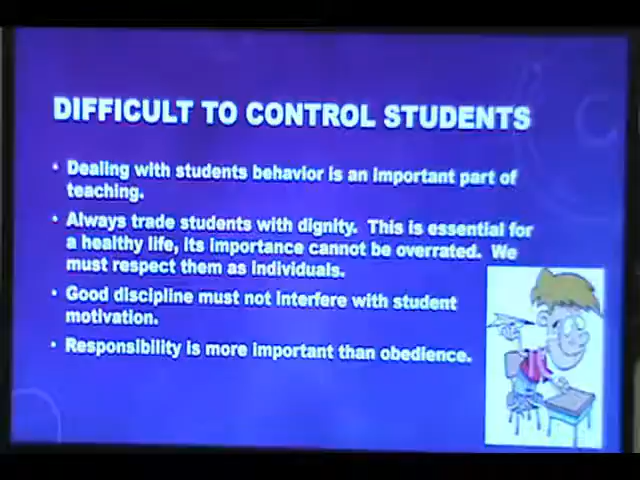 DIFFICULT TO CONTROL STUDENTS
• Dealing with students behavior is an important part of
teaching.
• Always trade students with dignity. This is essential for
a healthy life, its importance cannot be overrated. We
must respect them as individuals.
• Good discipline must not interfere with student
motivation.
• Responsibility is more important than obedience.